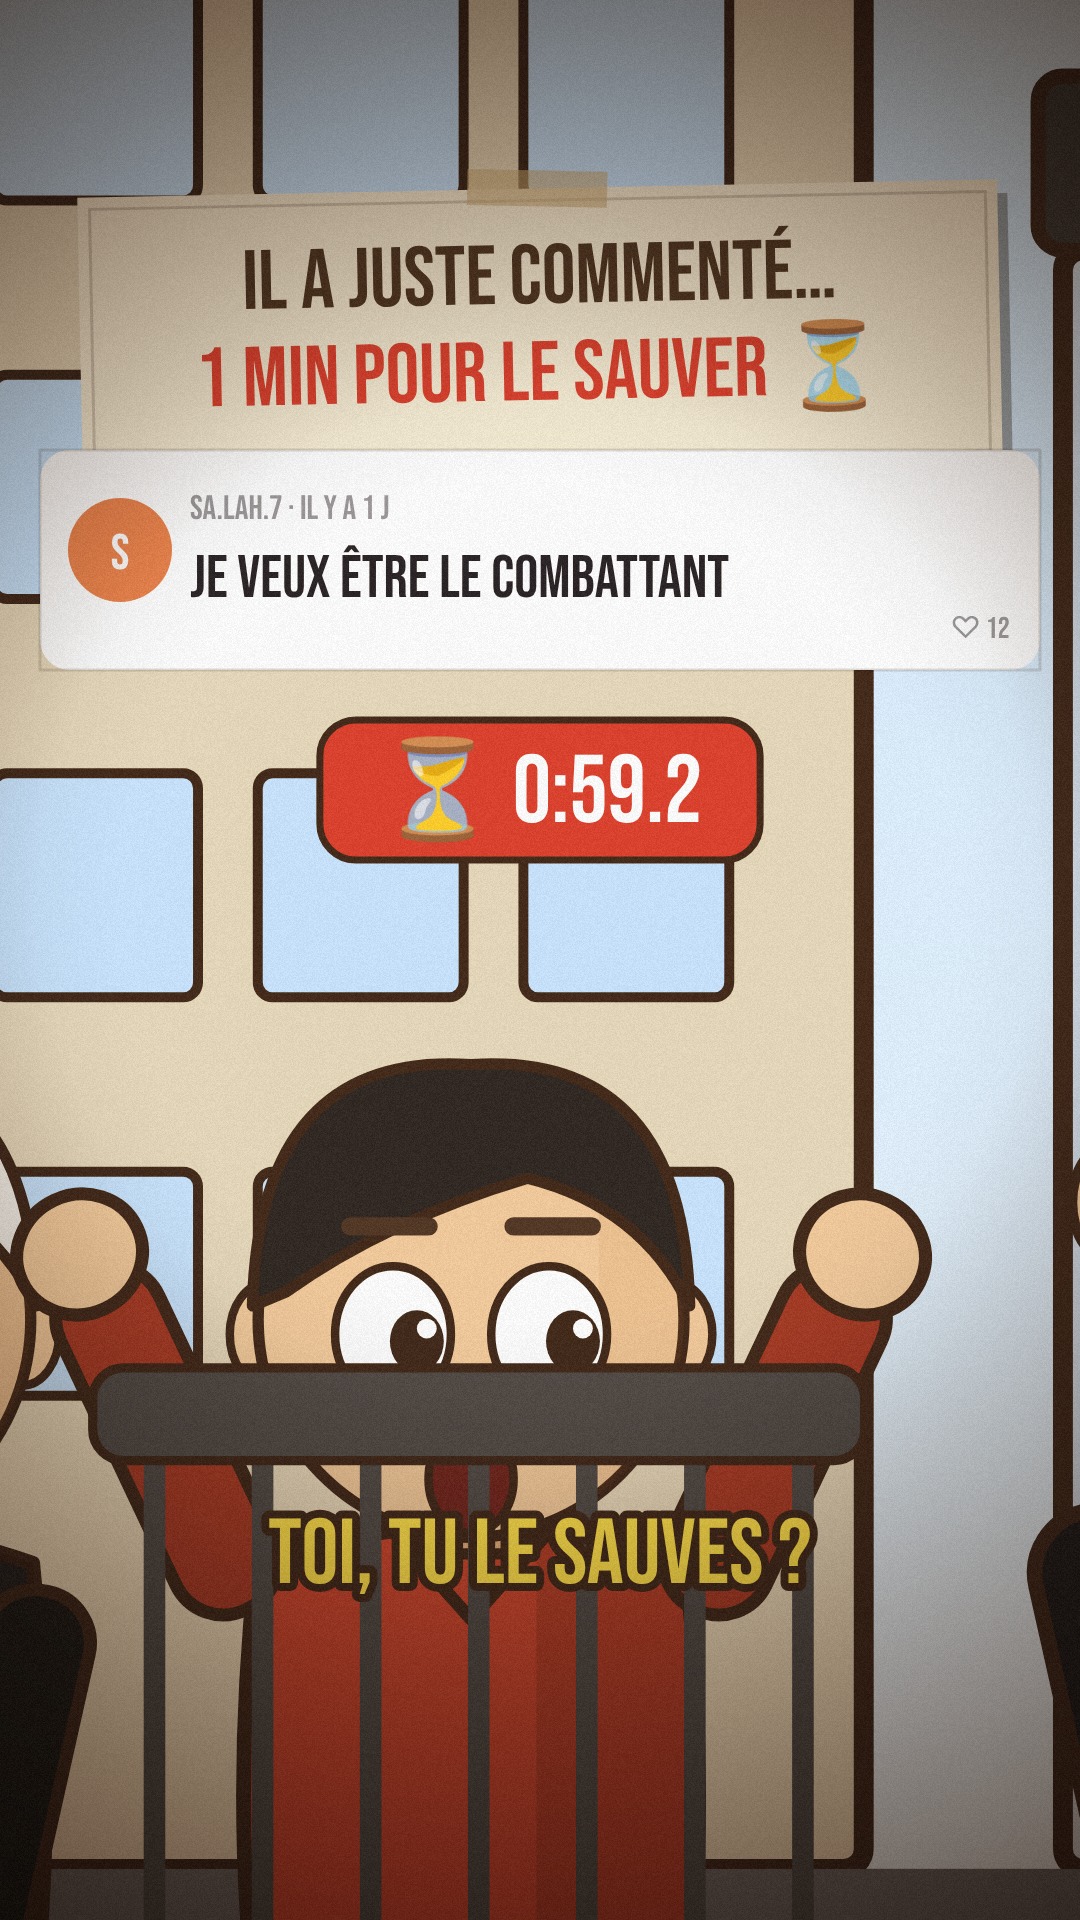 IL A JUSTE COMMENTÉ...
1 MIN POUR LE SAUVER ⏳
S
SA.LAH.7 · IL Y A 1 J
JE VEUX ÊTRE LE COMBATTANT
♡ 12
⏳ 0:59.2
TOI, TU LE SAUVES ?